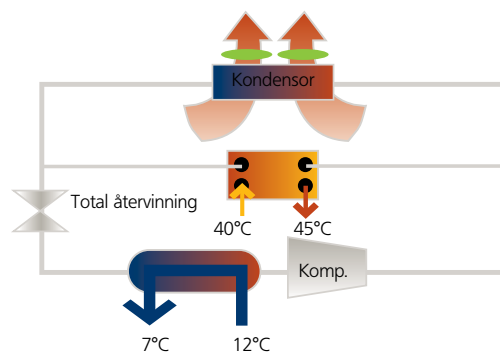 Kondensor
Total återvinning
40°C
45°C
Komp.
7°C
12°C